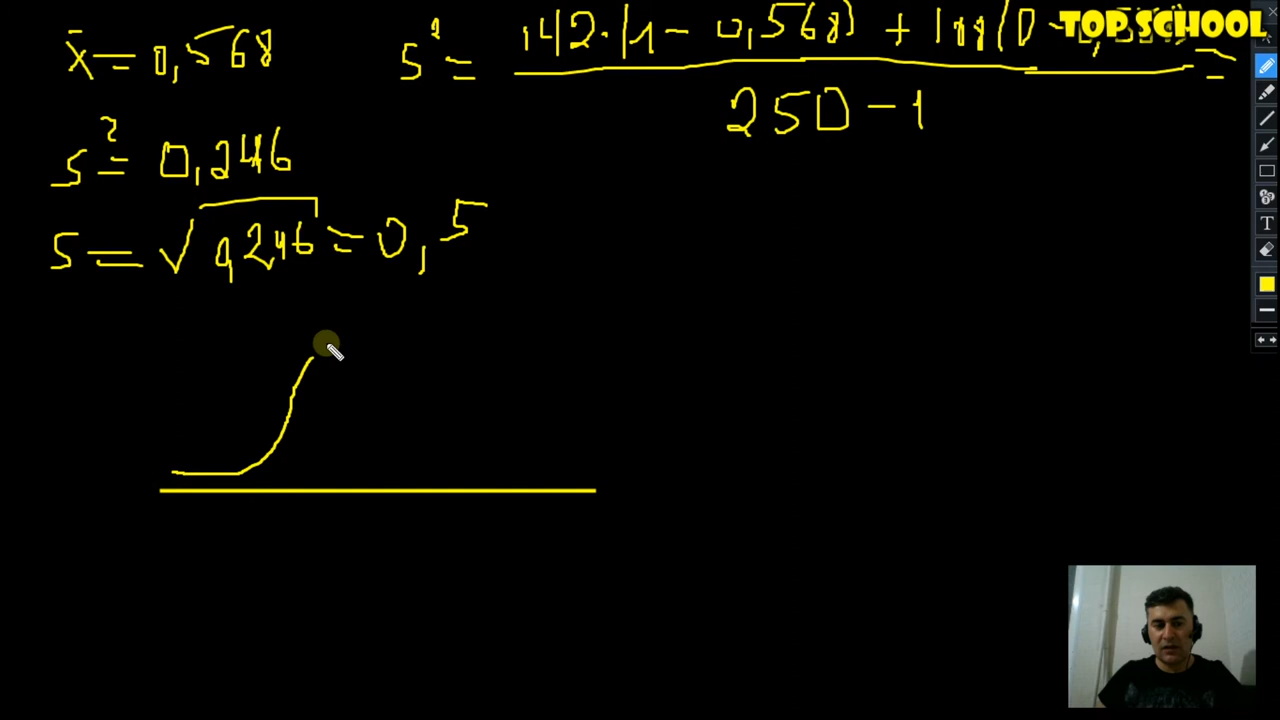 TOP SCHOOL
x̄ = 0,568
s² = 142·(1 - 0,568) + 1 (0 - =
250 - 1
s² = 0,246
s = √0,246 = 0,5
T